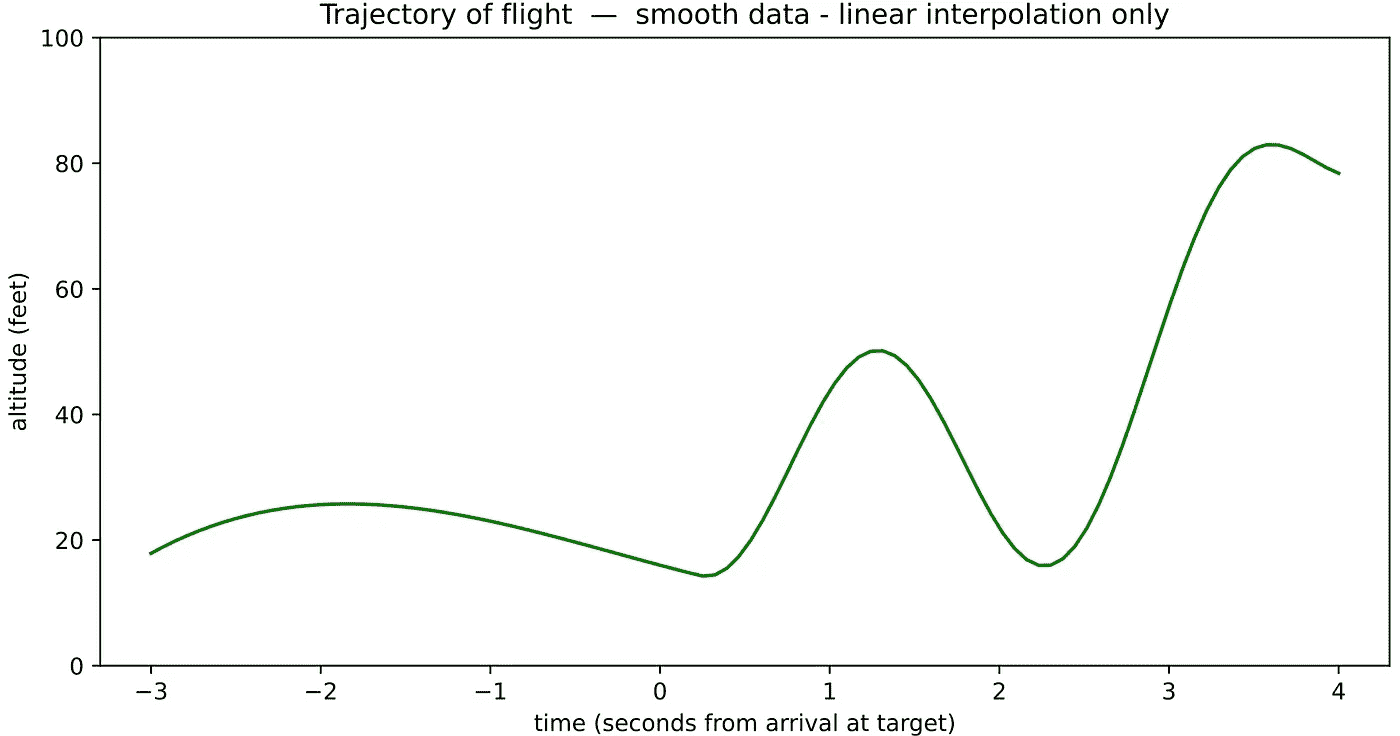 Trajectory of flight — smooth data - linear interpolation only
100
80
60
40
20
0
altitude (feet)
−3 −2 −1 0 1 2 3 4
time (seconds from arrival at target)